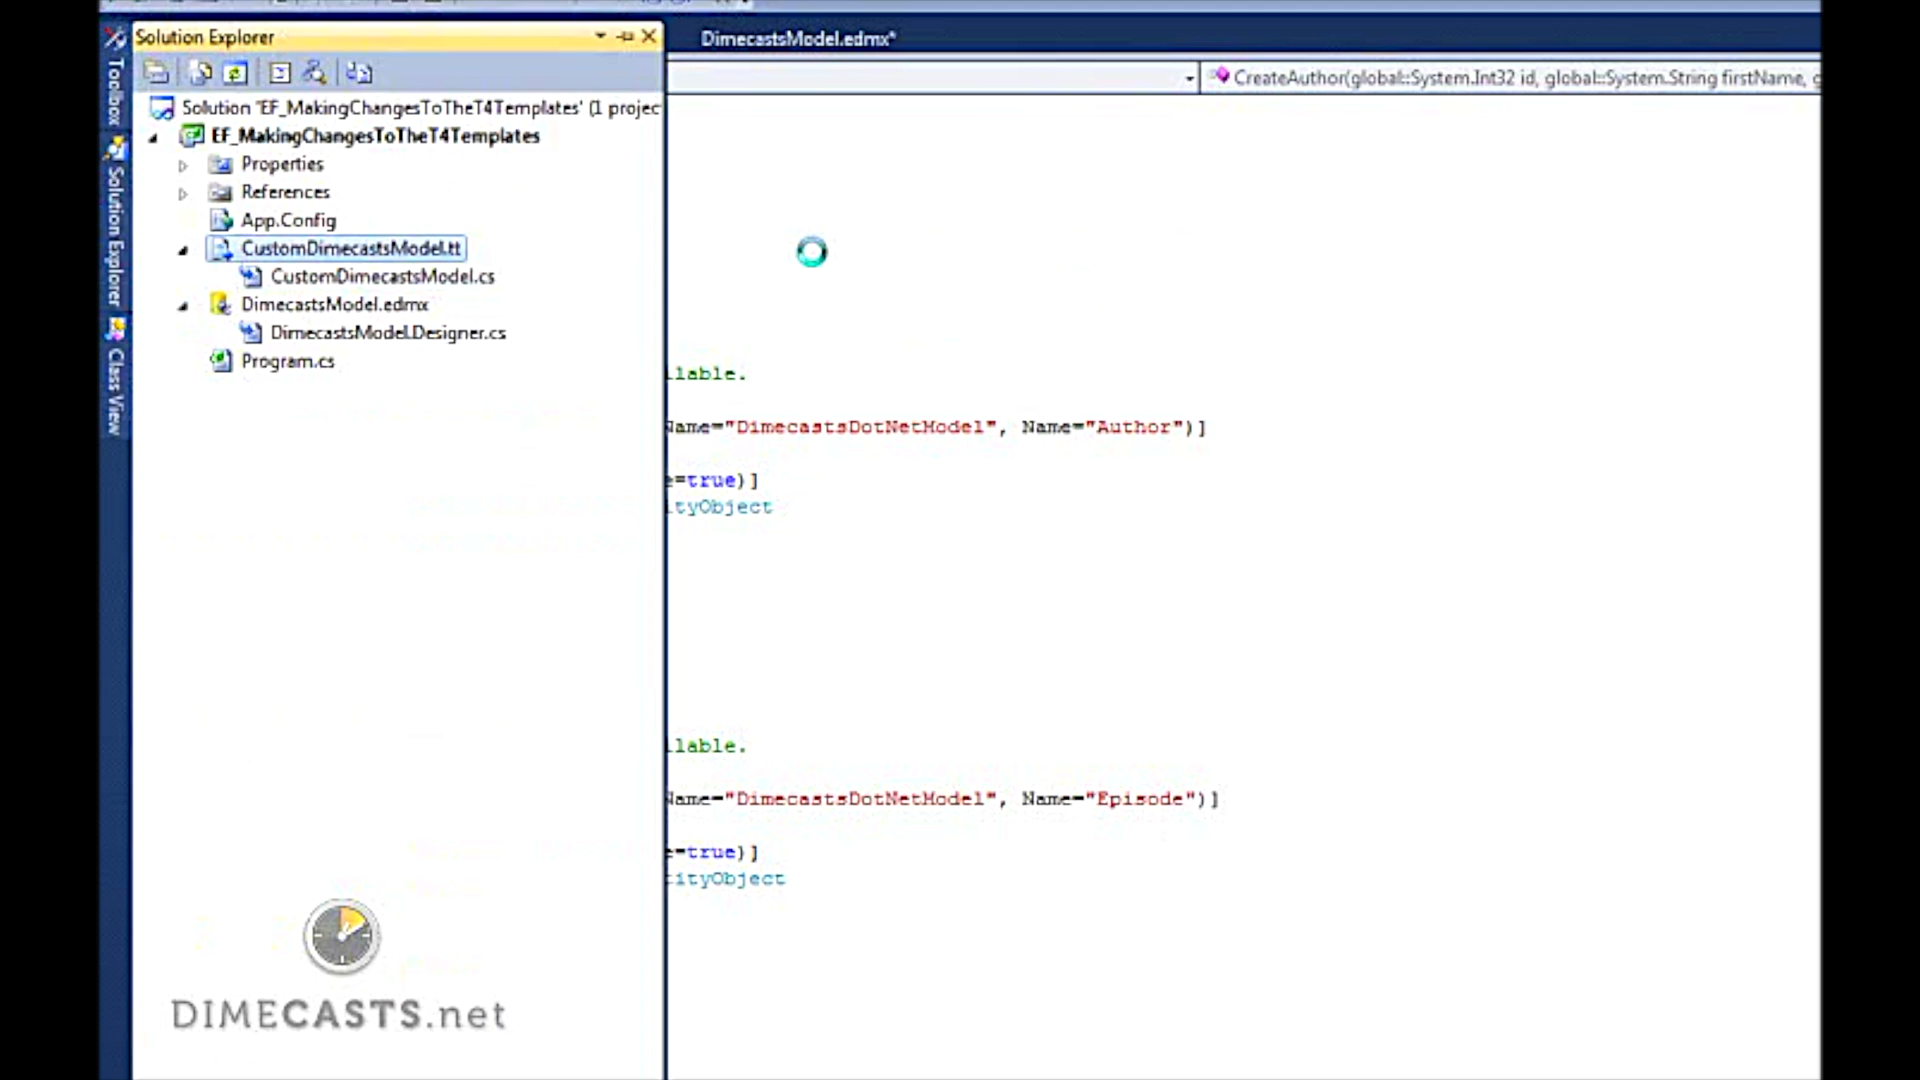 Solution Explorer
DimecastsModel.edmx*
CreateAuthor(global::System.Int32 id, global::System.String firstName, g
Toolbox
Solution Explorer
Class View
Solution 'EF_MakingChangesToTheT4Templates' (1 projec
EF_MakingChangesToTheT4Templates
Properties
References
App.Config
CustomDimecastsModel.tt
CustomDimecastsModel.cs
DimecastsModel.edmx
DimecastsModel.Designer.cs
Program.cs
lable.
Name="DimecastsDotNetModel", Name="Author")]
e=true)]
ityObject
lable.
Name="DimecastsDotNetModel", Name="Episode")]
e=true)]
tityObject
DIMECASTS.net